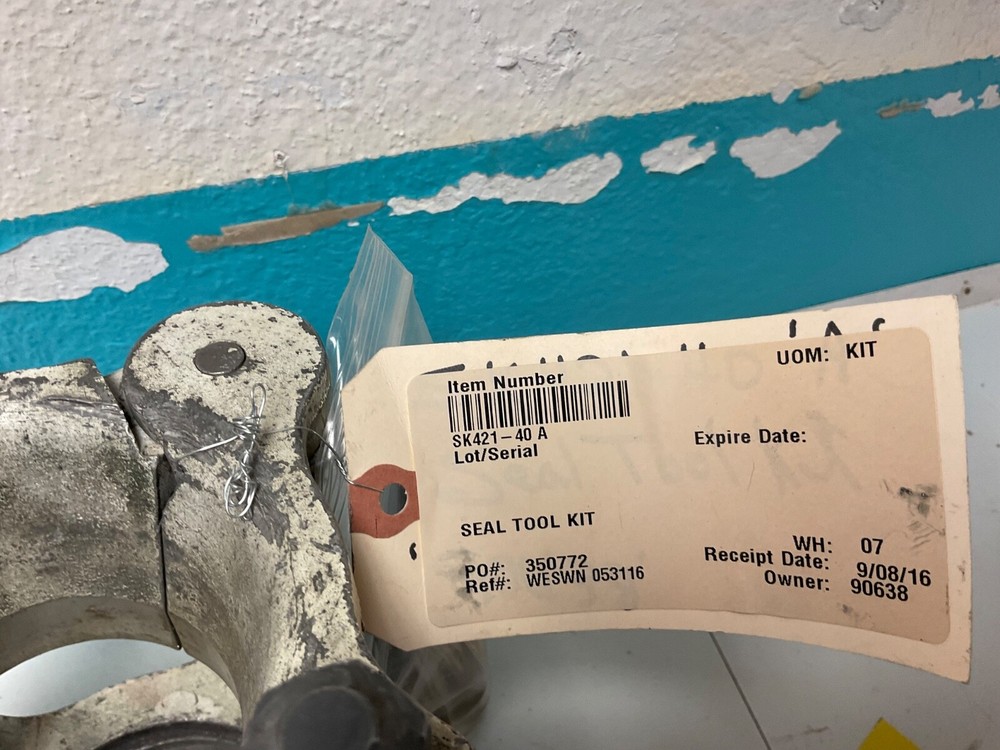 UOM: KIT
Item Number
SK421-40 A
Lot/Serial
Expire Date:
SEAL TOOL KIT
WH: 07
PO#: 350772
Receipt Date: 9/08/16
Ref#: WESWN 053116
Owner: 90638